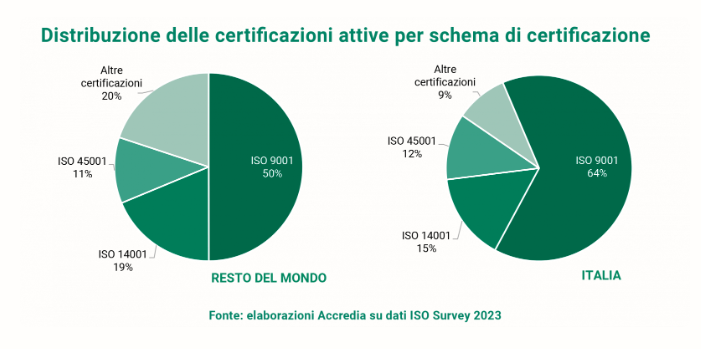 Distribuzione delle certificazioni attive per schema di certificazione
Altre
certificazioni
20%
ISO 45001
11%
ISO 14001
19%
ISO 9001
50%
RESTO DEL MONDO
Altre
certificazioni
9%
ISO 45001
12%
ISO 14001
15%
ISO 9001
64%
ITALIA
Fonte: elaborazioni Accredia su dati ISO Survey 2023